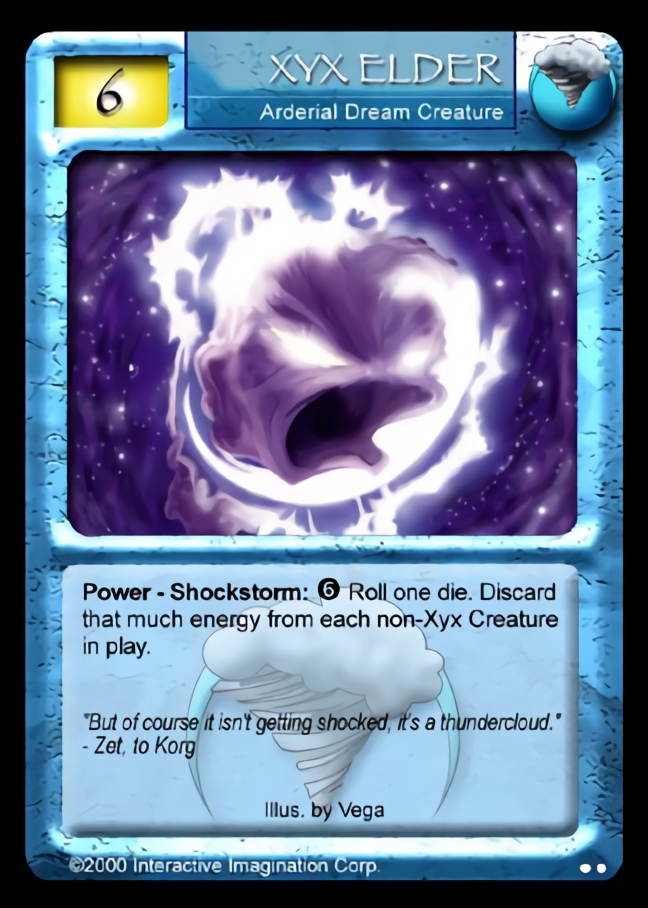 6
XYX ELDER
Arderial Dream Creature
Power - Shockstorm: ❻ Roll one die. Discard
that much energy from each non-Xyx Creature
in play.
"But of course it isn't getting shocked, it's a thundercloud."
- Zet, to Korg
Illus. by Vega
©2000 Interactive Imagination Corp.